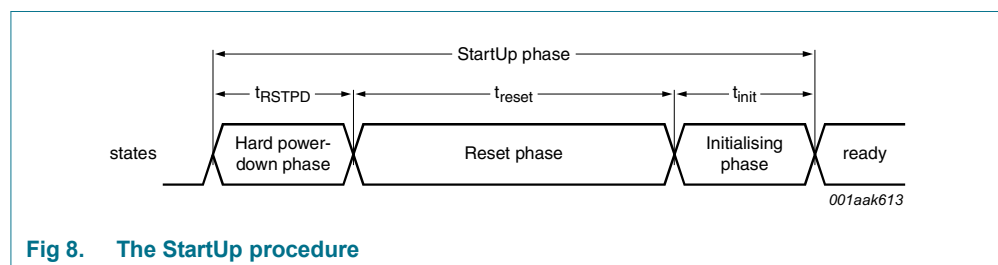 StartUp phase
tRSTPD treset tinit
states Hard power-
down phase Reset phase Initialising
phase ready
001aak613
Fig 8. The StartUp procedure